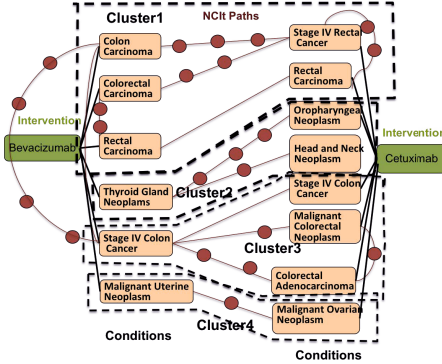 Cluster1
NCIt Paths
Colon
Carcinoma
Stage IV Rectal
Cancer
Colorectal
Carcinoma
Rectal
Carcinoma
Intervention
Bevacizumab
Oropharyngeal
Neoplasm
Intervention
Cetuximab
Rectal
Carcinoma
Head and Neck
Neoplasm
Thyroid Gland
Neoplams
Cluster2
Stage IV Colon
Cancer
Stage IV Colon
Cancer
Malignant
Colorectal
Neoplasm
Cluster3
Colorectal
Adenocarcinoma
Malignant Uterine
Neoplasm
Malignant Ovarian
Neoplasm
Cluster4
Conditions
Conditions